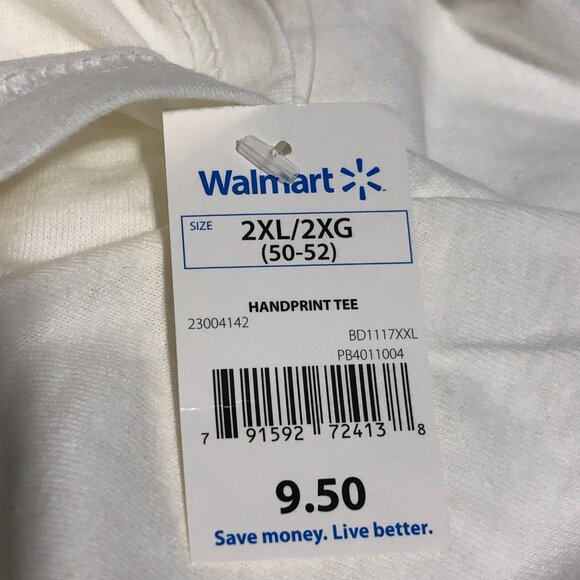 Walmart
SIZE 2XL/2XG
(50-52)
HANDPRINT TEE
23004142
BD1117XXL
PB4011004
7 91592 72413 8
9.50
Save money. Live better.